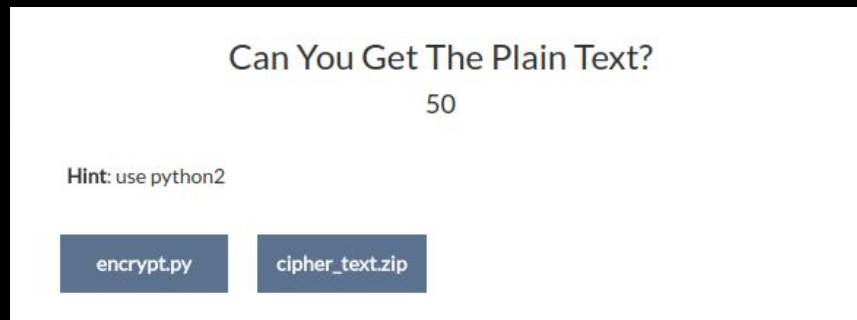 Can You Get The Plain Text?
50
Hint: use python2
encrypt.py cipher_text.zip